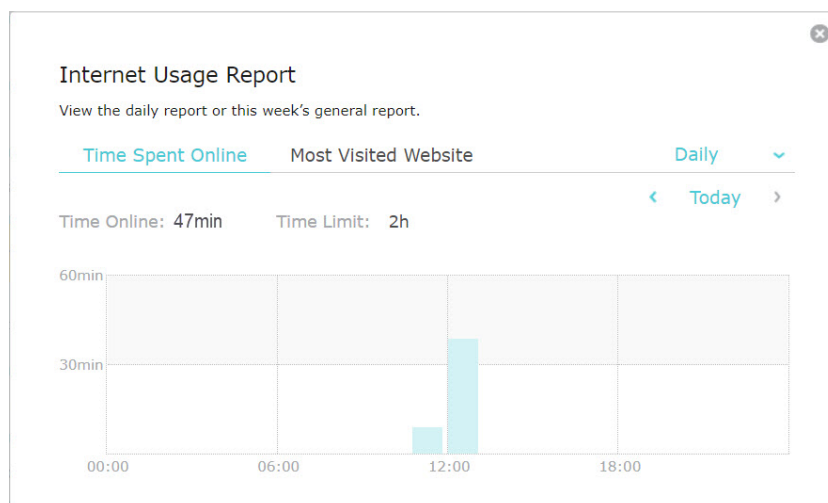 Internet Usage Report
View the daily report or this week's general report.
Time Spent Online Most Visited Website Daily
Today
Time Online: 47min Time Limit: 2h
60min
30min
00:00 06:00 12:00 18:00